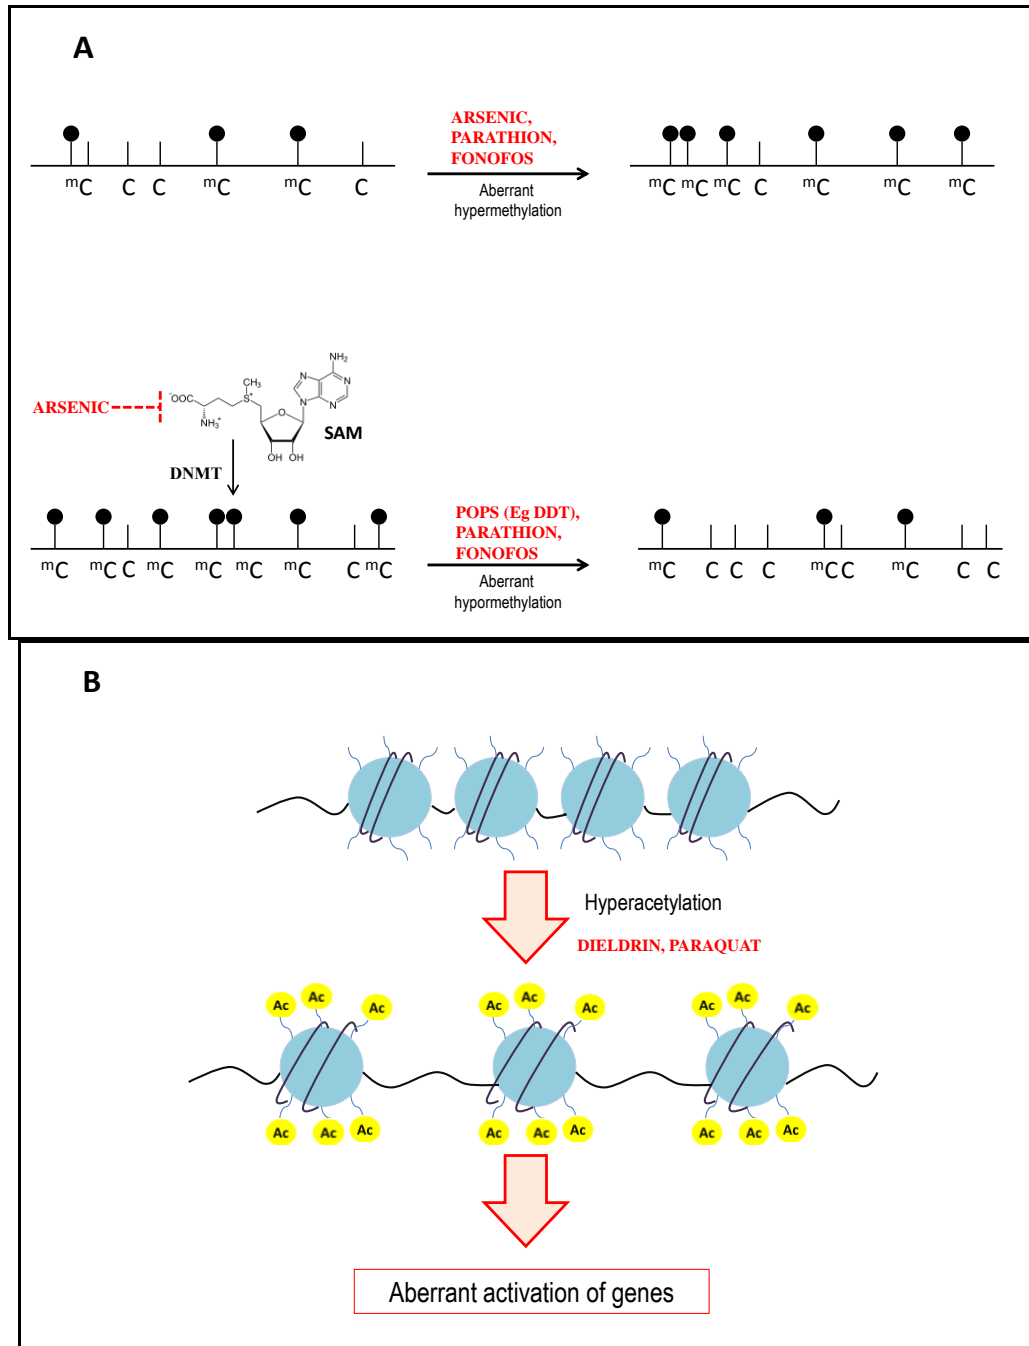 A
ARSENIC,
PARATHION,
FONOFOS
Aberrant
hypermethylation
mC C C mC mC C
mC mC mC C mC mC mC
NH2
N
N
N
N
CH3
-OOC
S+
O
NH3+
OH OH
SAM
ARSENIC
DNMT
POPS (Eg DDT),
PARATHION,
FONOFOS
Aberrant
hypormethylation
mC mC C mC mC mC mC C mC
mC C C C mC C mC C C
B
Hyperacetylation
DIELDRIN, PARAQUAT
Ac Ac Ac Ac Ac Ac Ac Ac Ac
Ac Ac Ac Ac Ac Ac Ac Ac Ac
Aberrant activation of genes